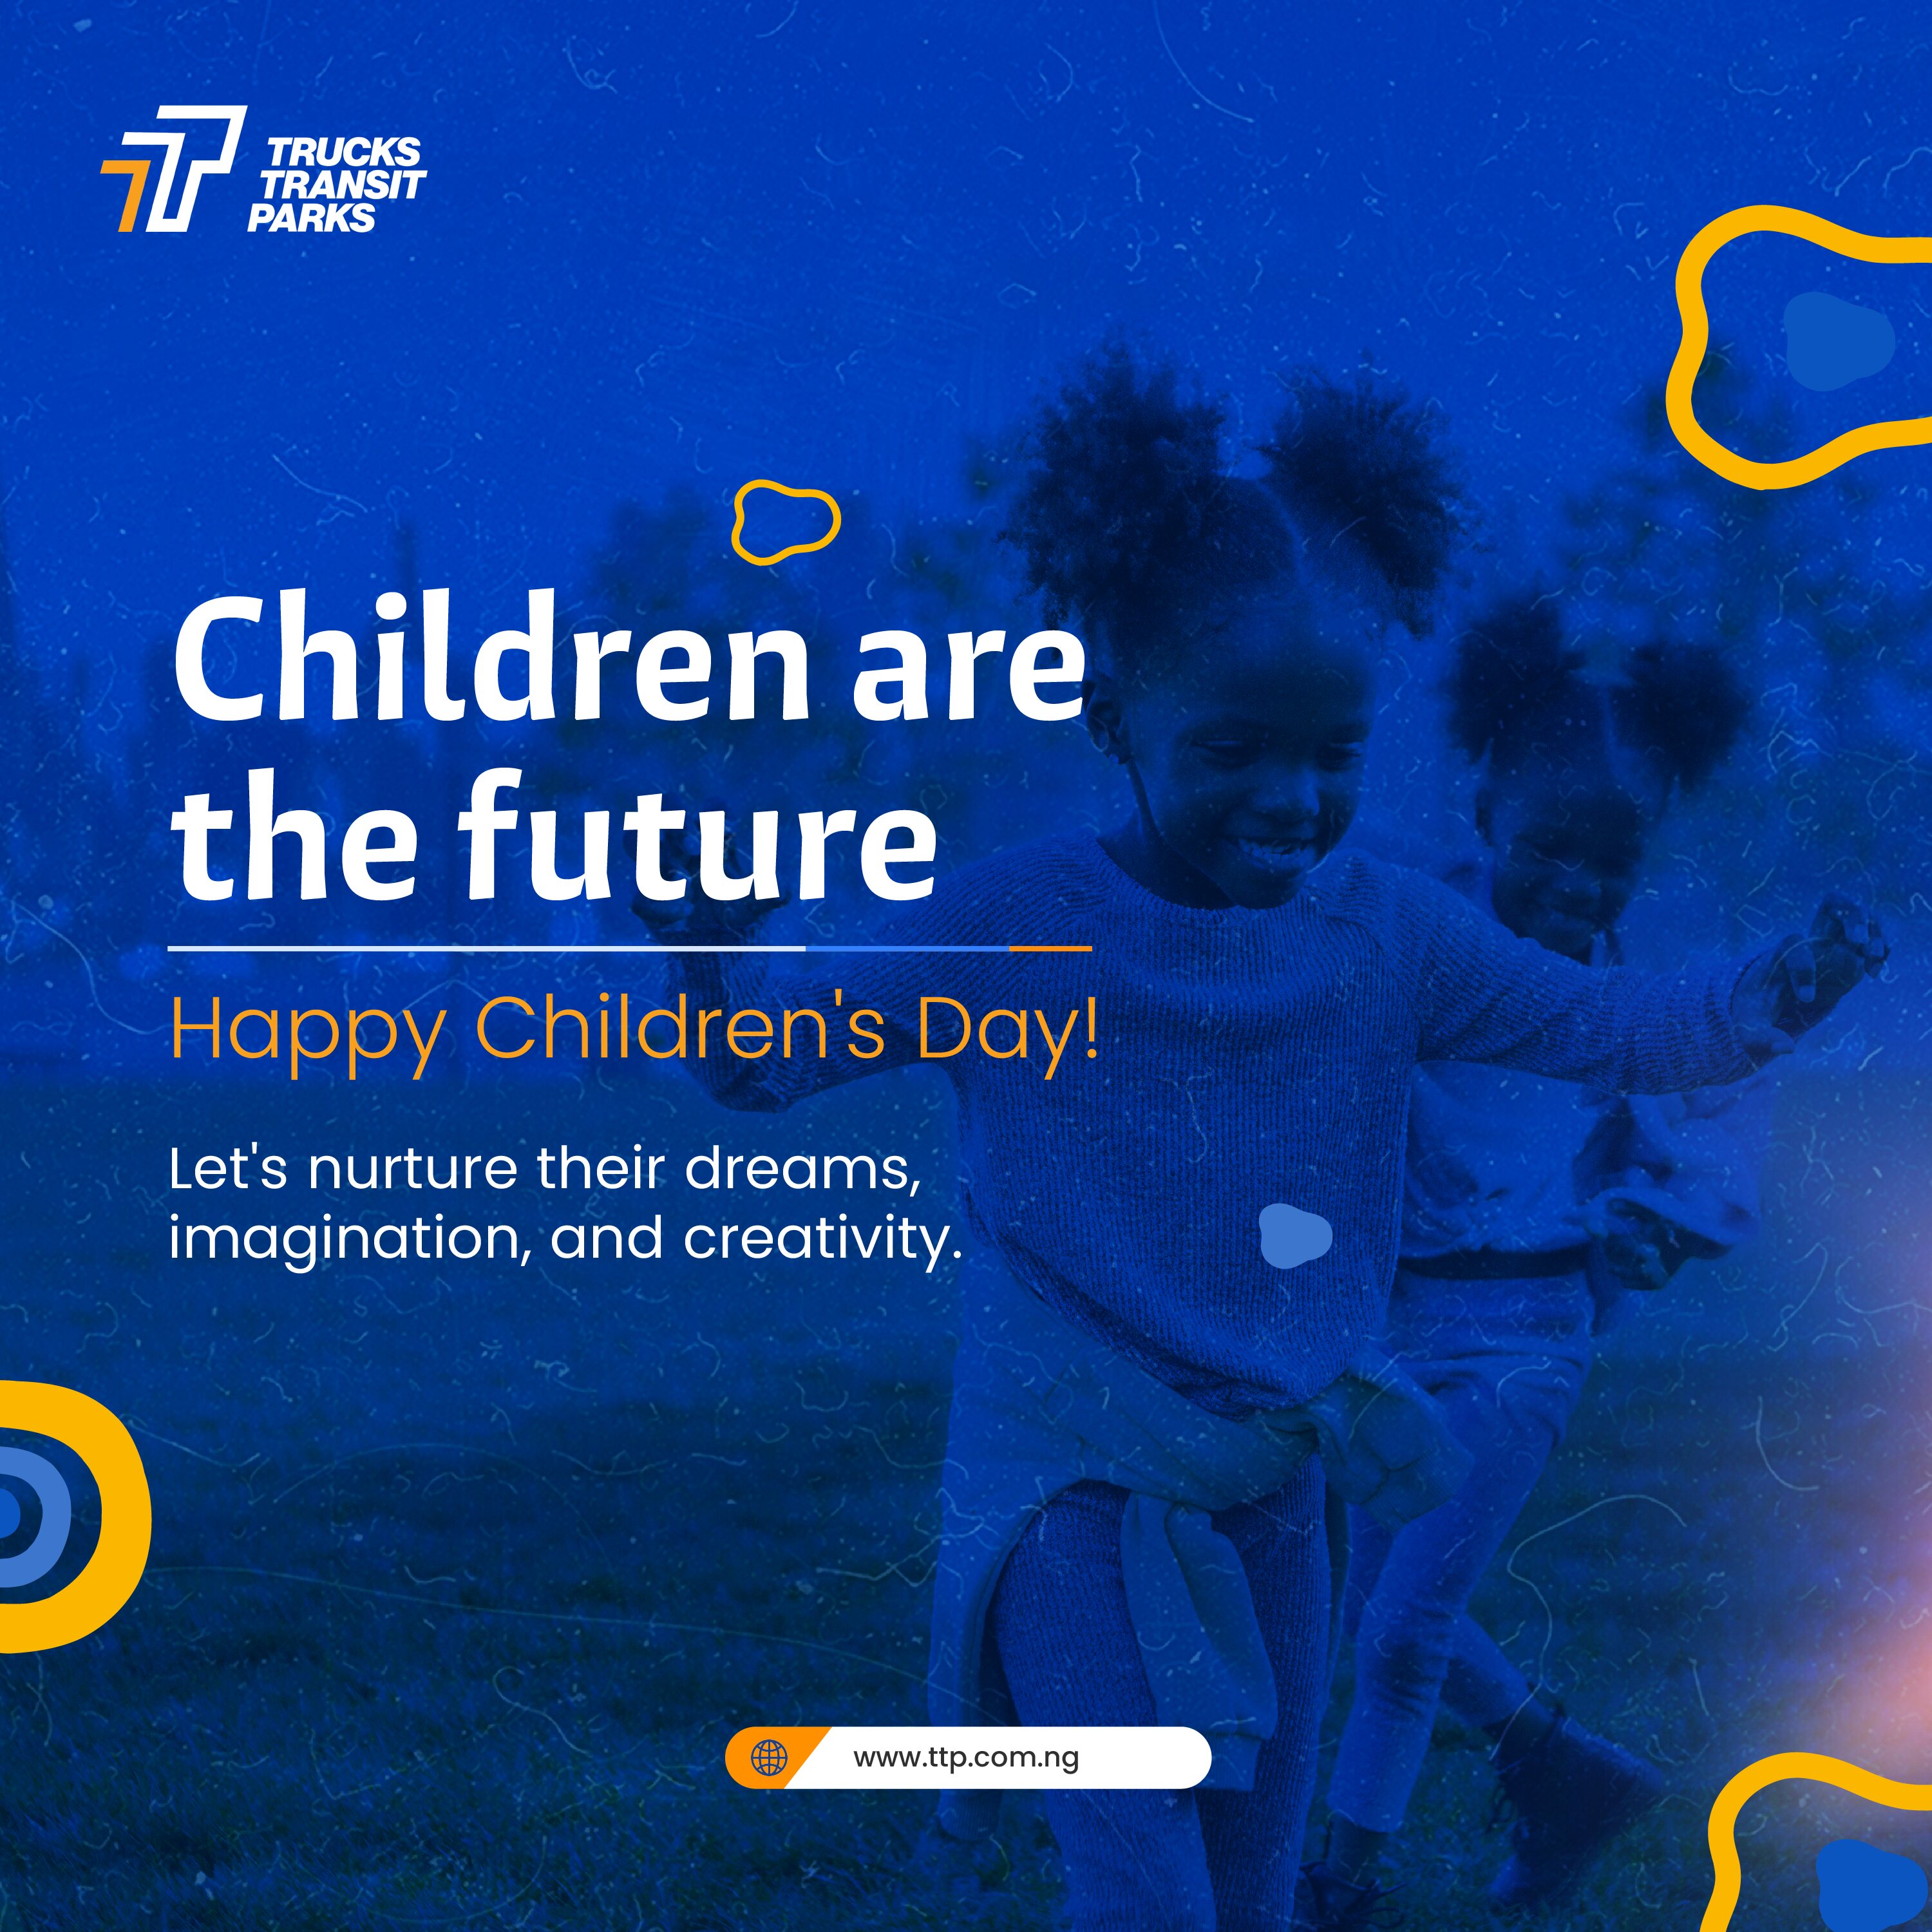 TRUCKS
TRANSIT
PARKS
Children are
the future
Happy Children's Day!
Let's nurture their dreams,
imagination, and creativity.
www.ttp.com.ng